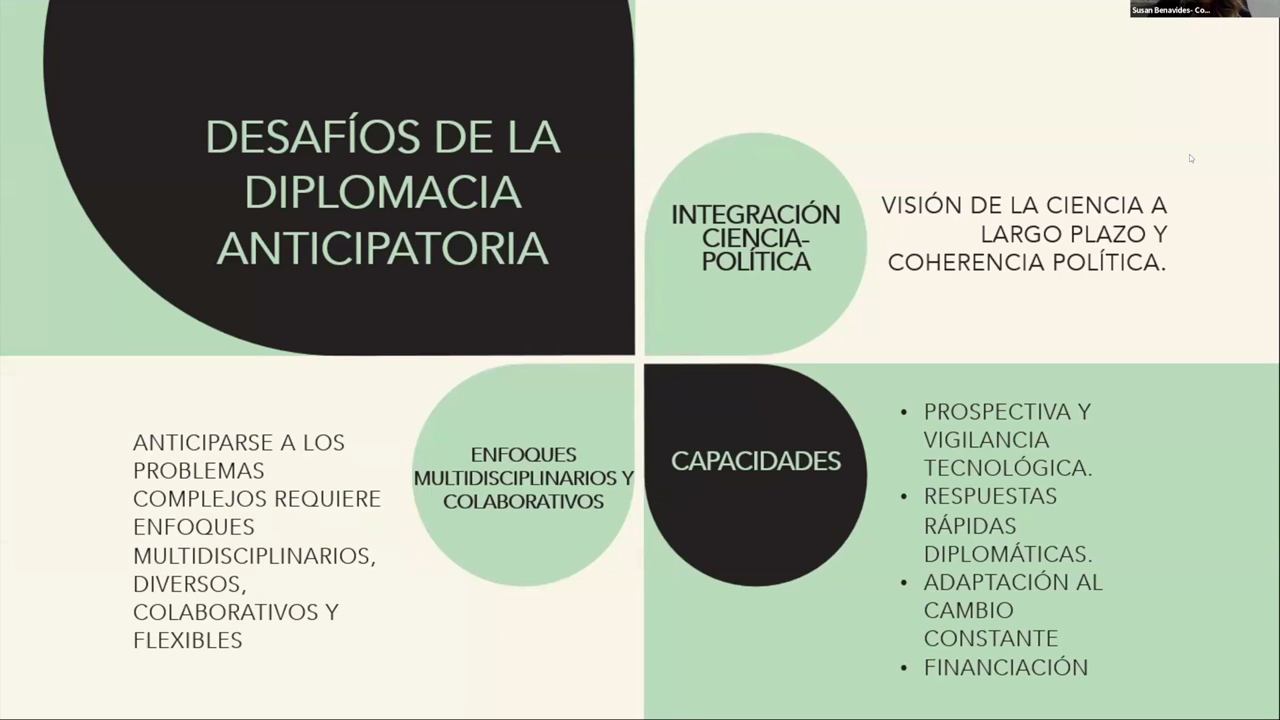 Susan Benavides- Co...
DESAFÍOS DE LA
DIPLOMACIA
ANTICIPATORIA
INTEGRACIÓN
CIENCIA-
POLÍTICA
VISIÓN DE LA CIENCIA A
LARGO PLAZO Y
COHERENCIA POLÍTICA.
ANTICIPARSE A LOS
PROBLEMAS
COMPLEJOS REQUIERE
ENFOQUES
MULTIDISCIPLINARIOS,
DIVERSOS,
COLABORATIVOS Y
FLEXIBLES
ENFOQUES
MULTIDISCIPLINARIOS Y
COLABORATIVOS
CAPACIDADES
• PROSPECTIVA Y
VIGILANCIA
TECNOLÓGICA.
• RESPUESTAS
RÁPIDAS
DIPLOMÁTICAS.
• ADAPTACIÓN AL
CAMBIO
CONSTANTE
• FINANCIACIÓN